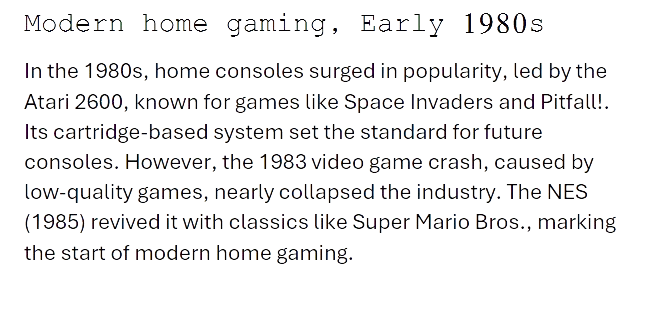 Modern home gaming, Early 1980s
In the 1980s, home consoles surged in popularity, led by the
Atari 2600, known for games like Space Invaders and Pitfall!.
Its cartridge-based system set the standard for future
consoles. However, the 1983 video game crash, caused by
low-quality games, nearly collapsed the industry. The NES
(1985) revived it with classics like Super Mario Bros., marking
the start of modern home gaming.